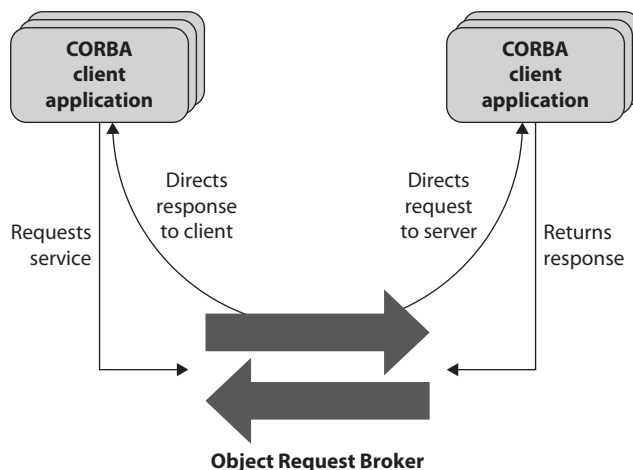 CORBA
client
application
CORBA
client
application
Directs
response
to client
Directs
request
to server
Requests
service
Returns
response
Object Request Broker